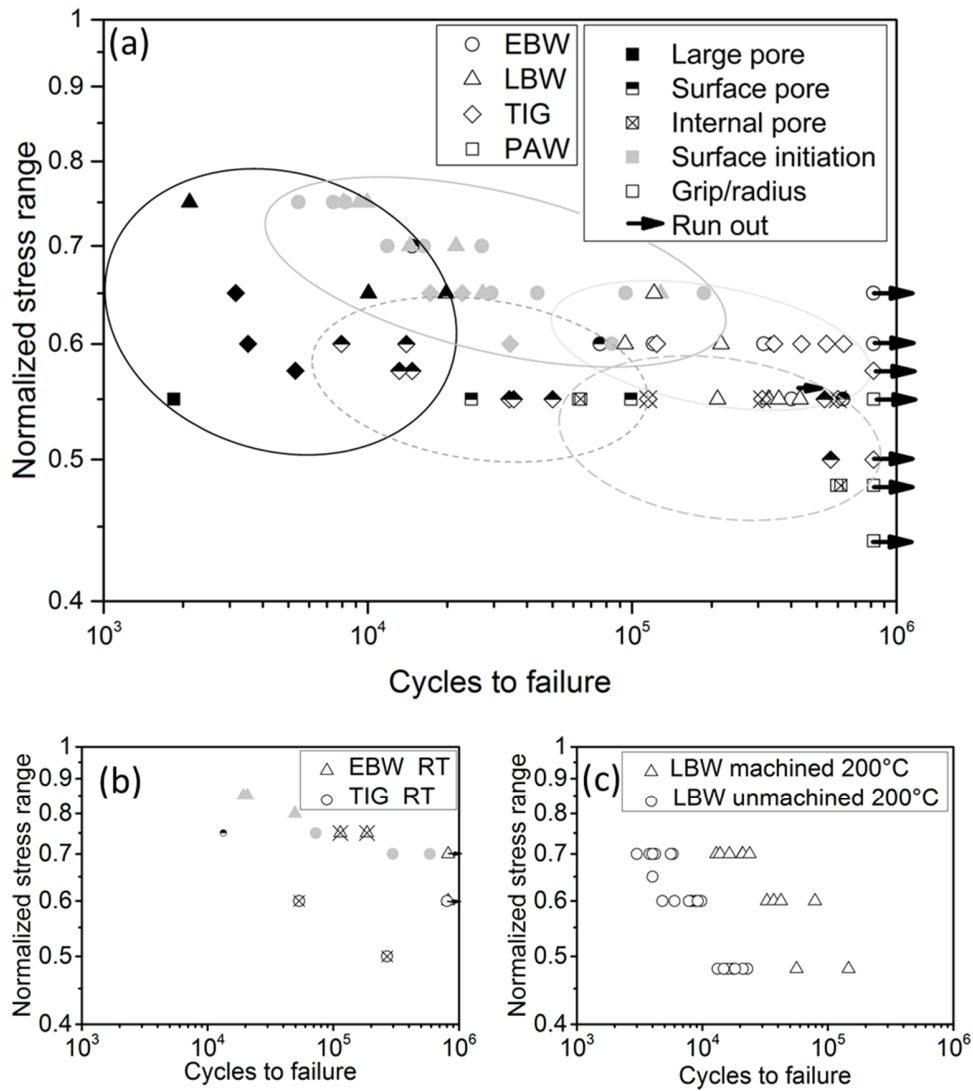 (a)
EBW
LBW
TIG
PAW
Large pore
Surface pore
Internal pore
Surface initiation
Grip/radius
Run out
1
0.9
0.8
0.7
0.6
0.5
0.4
Normalized stress range
10³ 10⁴ 10⁵ 10⁶
Cycles to failure
(b)
EBW RT
TIG RT
1
0.9
0.8
0.7
0.6
0.5
0.4
Normalized stress range
10³ 10⁴ 10⁵ 10⁶
Cycles to failure
(c)
LBW machined 200°C
LBW unmachined 200°C
1
0.9
0.8
0.7
0.6
0.5
0.4
Normalized stress range
10³ 10⁴ 10⁵ 10⁶
Cycles to failure